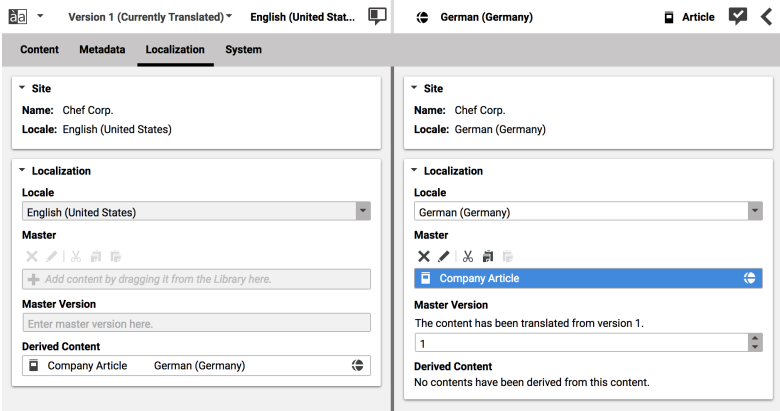 àa Version 1 (Currently Translated) English (United Stat...
German (Germany) Article
Content Metadata Localization System
Site
Name: Chef Corp.
Locale: English (United States)
Localization
Locale
English (United States)
Master
Add content by dragging it from the Library here.
Master Version
Enter master version here.
Derived Content
Company Article German (Germany)
Site
Name: Chef Corp.
Locale: German (Germany)
Localization
Locale
German (Germany)
Master
Company Article
Master Version
The content has been translated from version 1.
1
Derived Content
No contents have been derived from this content.